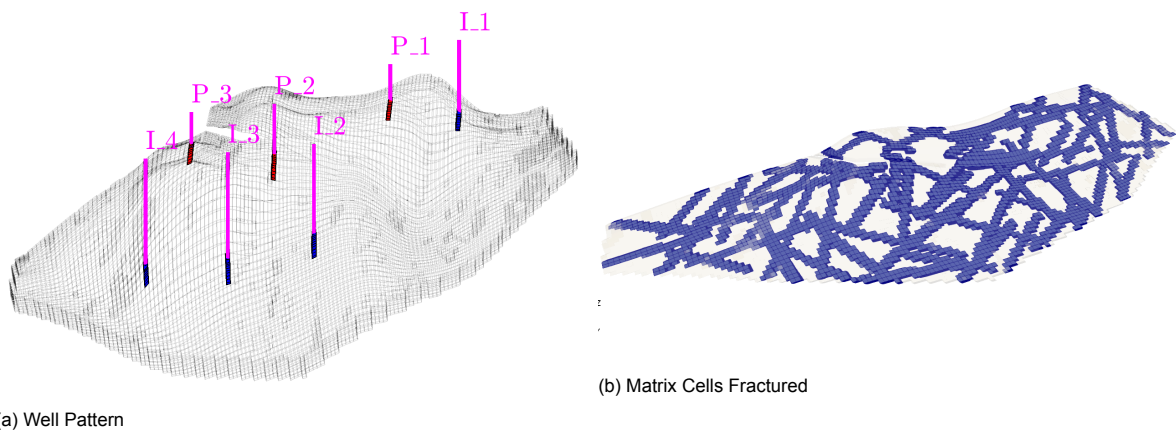 I_1
P_1
P_2
P_3
I_2
I_3
I_4
z
(b) Matrix Cells Fractured
a) Well Pattern